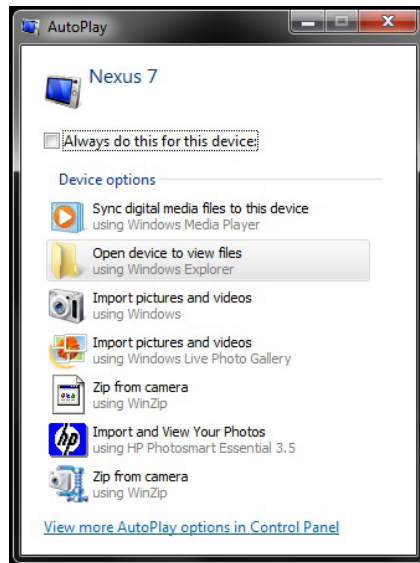 AutoPlay
Nexus 7
Always do this for this device:
Device options
Sync digital media files to this device
using Windows Media Player
Open device to view files
using Windows Explorer
Import pictures and videos
using Windows
Import pictures and videos
using Windows Live Photo Gallery
Zip from camera
using WinZip
hp
Import and View Your Photos
using HP Photosmart Essential 3.5
Zip from camera
using WinZip
View more AutoPlay options in Control Panel